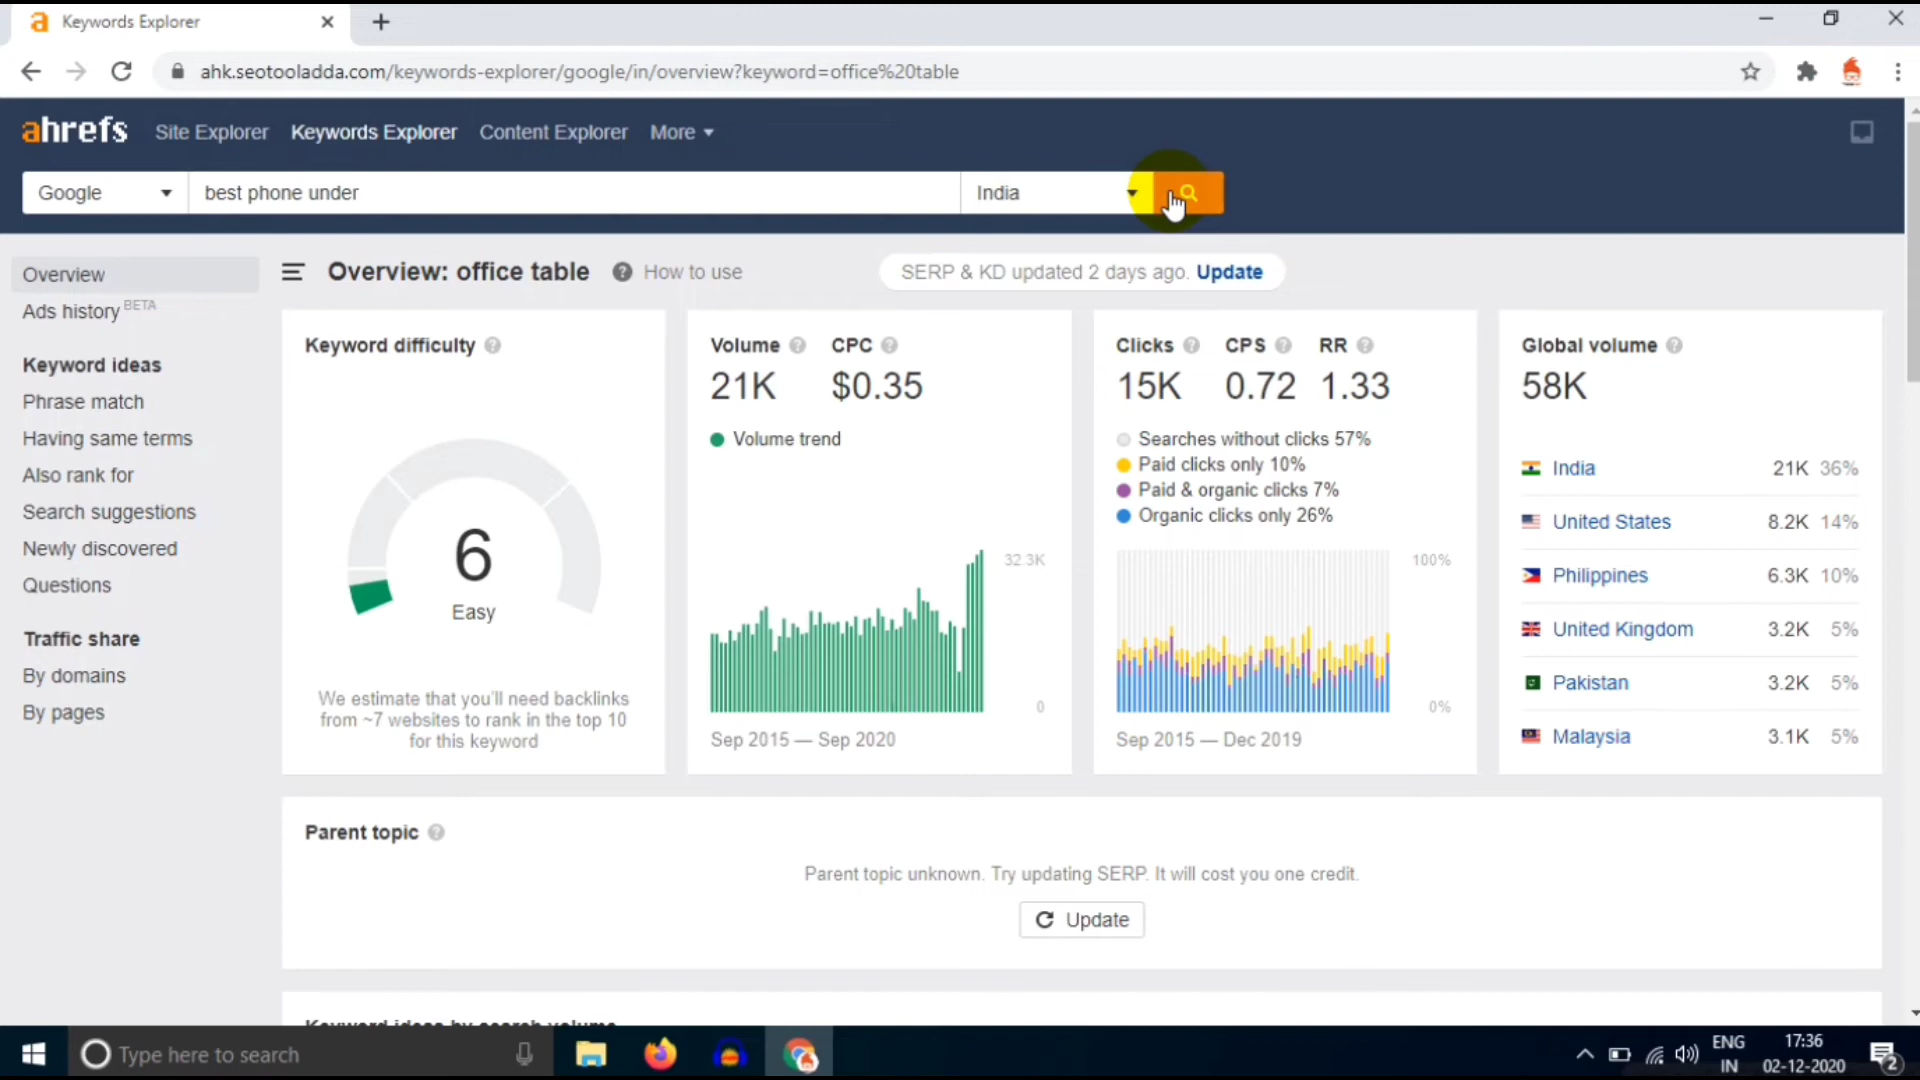 Keywords Explorer
ahk.seotooladda.com/keywords-explorer/google/in/overview?keyword=office%20table
ahrefs Site Explorer Keywords Explorer Content Explorer More
Google best phone under India
Overview
Ads history BETA
Keyword ideas
Phrase match
Having same terms
Also rank for
Search suggestions
Newly discovered
Questions
Traffic share
By domains
By pages
Overview: office table ? How to use
SERP & KD updated 2 days ago. Update
Keyword difficulty ?
6
Easy
We estimate that you'll need backlinks
from ~7 websites to rank in the top 10
for this keyword
Volume ? CPC ?
21K $0.35
Volume trend
32.3K
0
Sep 2015 — Sep 2020
Clicks ? CPS ? RR ?
15K 0.72 1.33
Searches without clicks 57%
Paid clicks only 10%
Paid & organic clicks 7%
Organic clicks only 26%
100%
0%
Sep 2015 — Dec 2019
Global volume ?
58K
India 21K 36%
United States 8.2K 14%
Philippines 6.3K 10%
United Kingdom 3.2K 5%
Pakistan 3.2K 5%
Malaysia 3.1K 5%
Parent topic ?
Parent topic unknown. Try updating SERP. It will cost you one credit.
Update
Keyword ideas by search volume
Type here to search
ENG
IN
17:36
02-12-2020
2